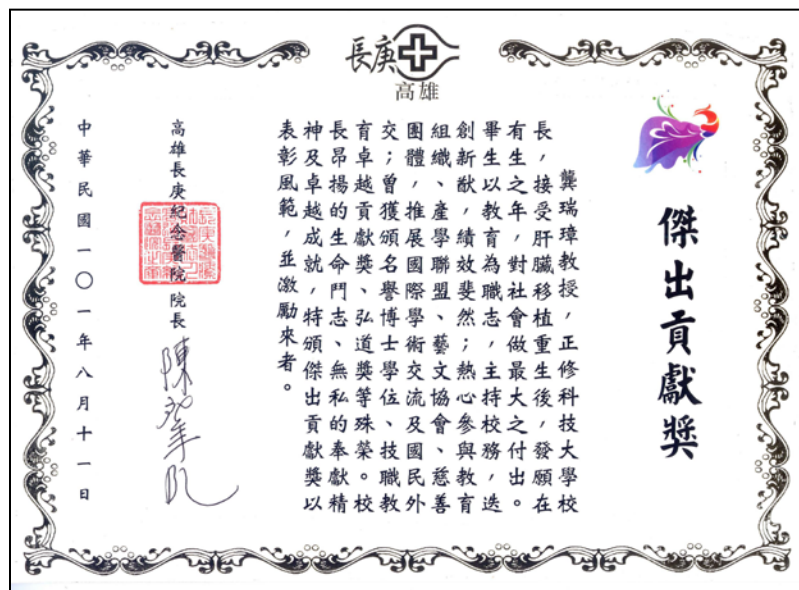 長庚
高雄
傑出貢獻獎
龔瑞璋教授，正修科技大學校
長，接受肝臟移植重生後，發願在
有生之年，對社會做最大之付出。
畢生以教育為職志，主持校務，迭
創新猷，績效斐然；熱心參與教育
組織、產學聯盟、藝文協會、慈善
團體，推展國際學術交流及國民外
交；曾獲頒名譽博士學位、技職教
育卓越貢獻獎、弘道獎等殊榮。校
長昂揚的生命鬥志、無私的奉獻精
神及卓越成就，特頒傑出貢獻獎以
表彰風範，並激勵來者。
高雄長庚紀念醫院 院長
中華民國一〇一年八月十一日